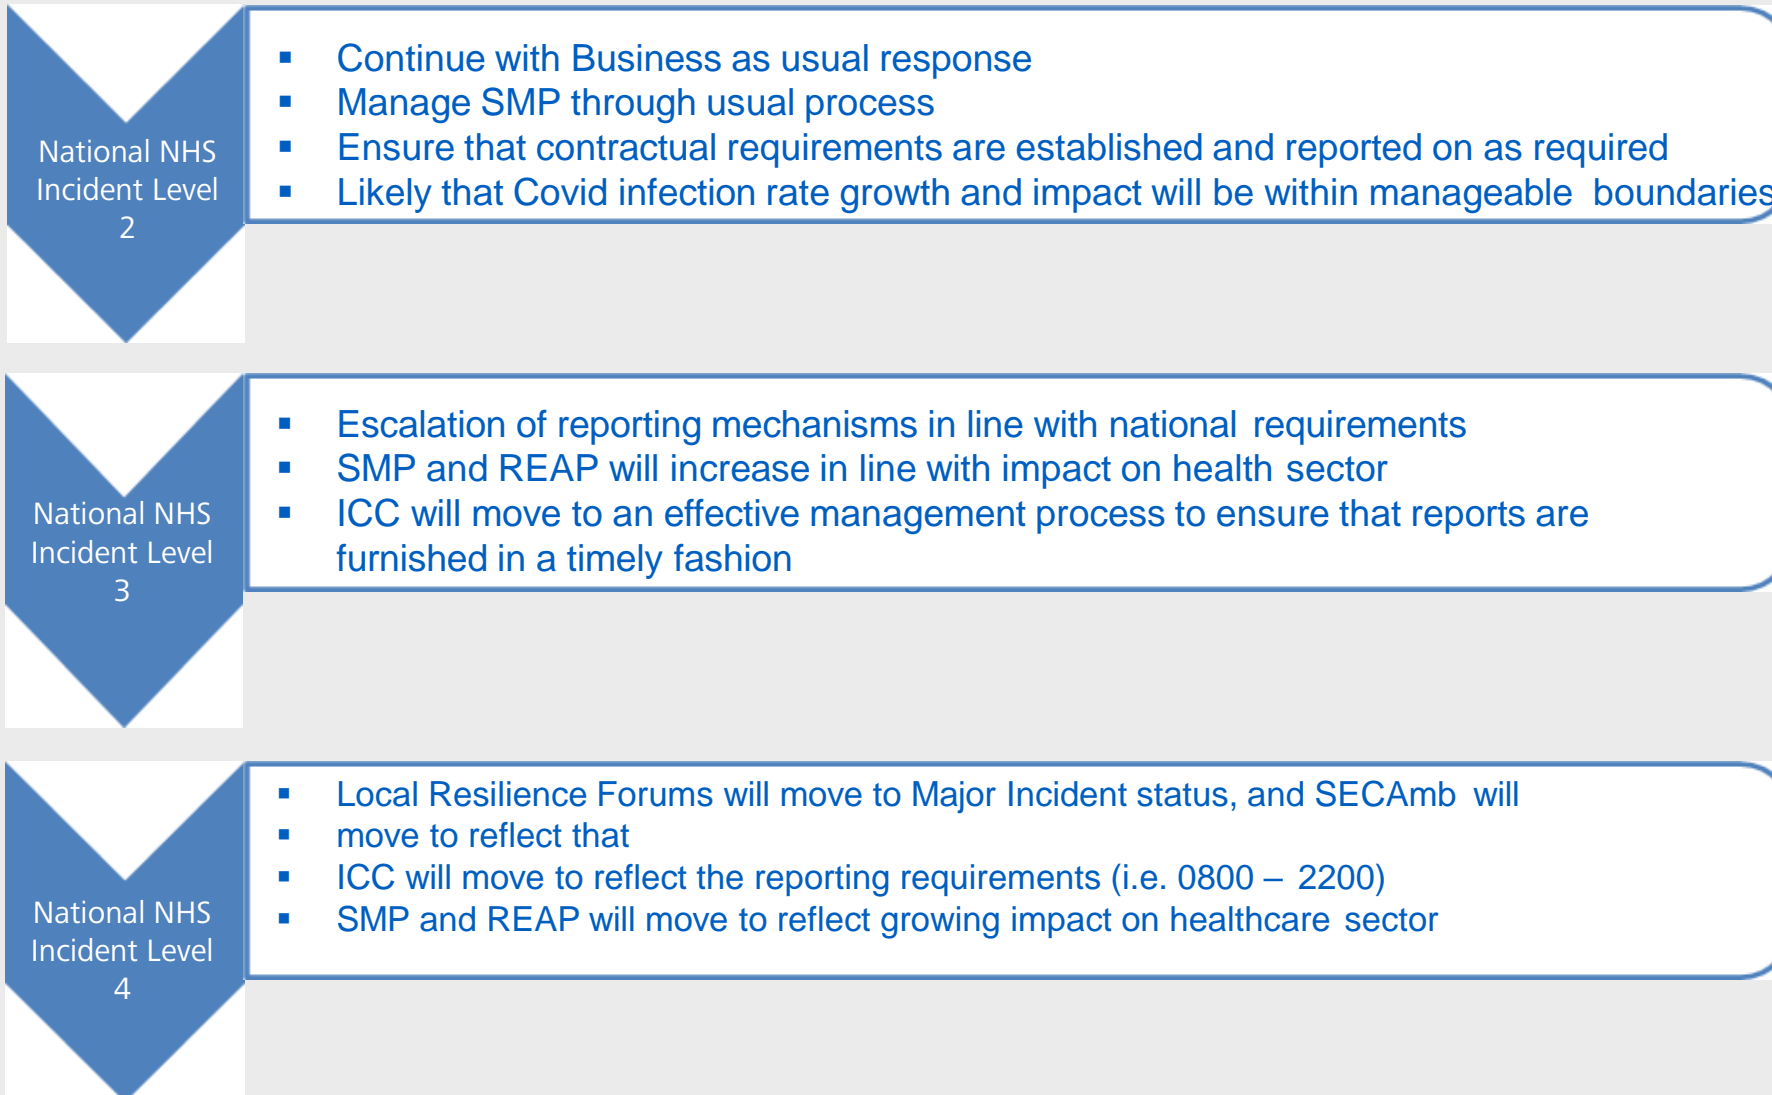 National NHS
Incident Level
2
▪ Continue with Business as usual response
▪ Manage SMP through usual process
▪ Ensure that contractual requirements are established and reported on as required
▪ Likely that Covid infection rate growth and impact will be within manageable boundaries
National NHS
Incident Level
3
▪ Escalation of reporting mechanisms in line with national requirements
▪ SMP and REAP will increase in line with impact on health sector
▪ ICC will move to an effective management process to ensure that reports are
furnished in a timely fashion
National NHS
Incident Level
4
▪ Local Resilience Forums will move to Major Incident status, and SECAmb will
▪ move to reflect that
▪ ICC will move to reflect the reporting requirements (i.e. 0800 – 2200)
▪ SMP and REAP will move to reflect growing impact on healthcare sector